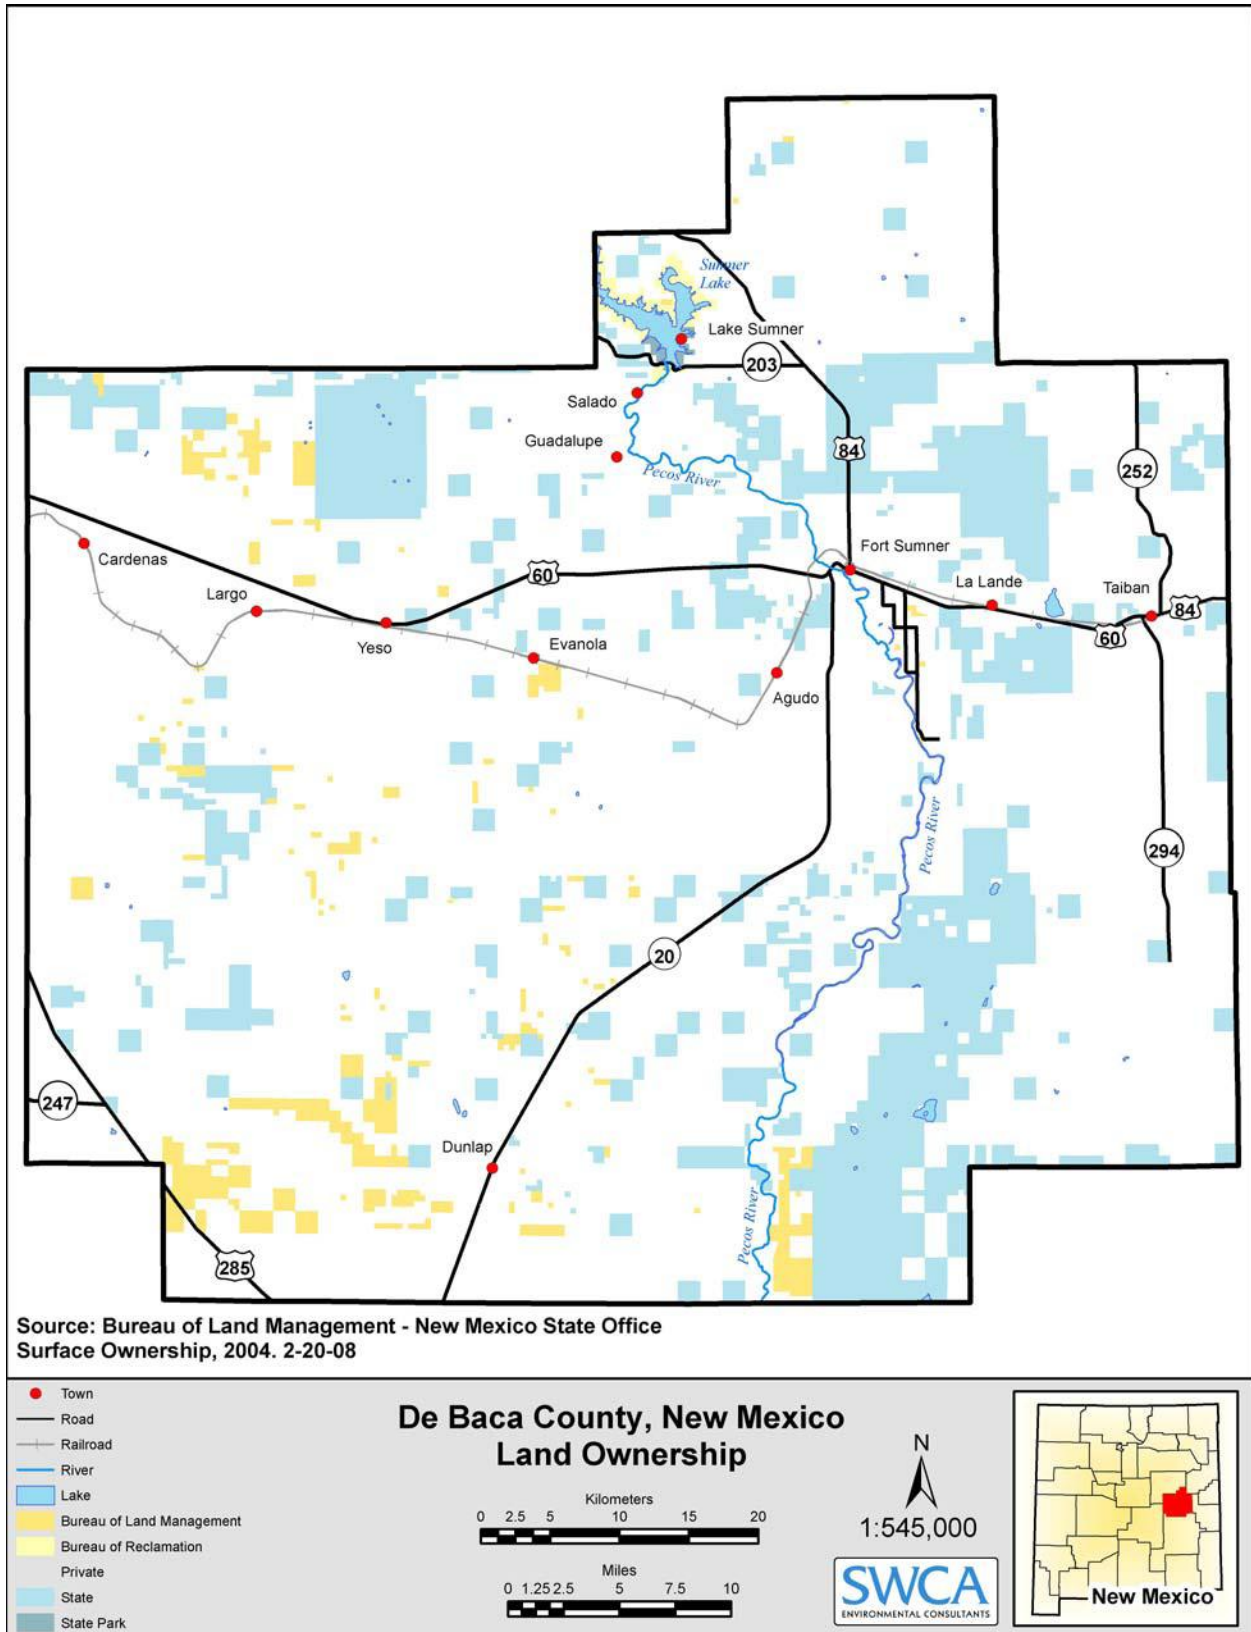 Sumner
Lake
Lake Sumner
203
Salado
Guadalupe
84
Pecos River
252
Cardenas
Fort Sumner
La Lande
Taiban
Largo
60
84
Yeso
Evanola
60
Agudo
Pecos River
294
20
247
Dunlap
Pecos River
285
Source: Bureau of Land Management - New Mexico State Office
Surface Ownership, 2004. 2-20-08
Town
Road
Railroad
River
Lake
Bureau of Land Management
Bureau of Reclamation
Private
State
State Park
De Baca County, New Mexico
Land Ownership
Kilometers
0 2.5 5 10 15 20
Miles
0 1.25 2.5 5 7.5 10
N
1:545,000
SWCA
ENVIRONMENTAL CONSULTANTS
New Mexico